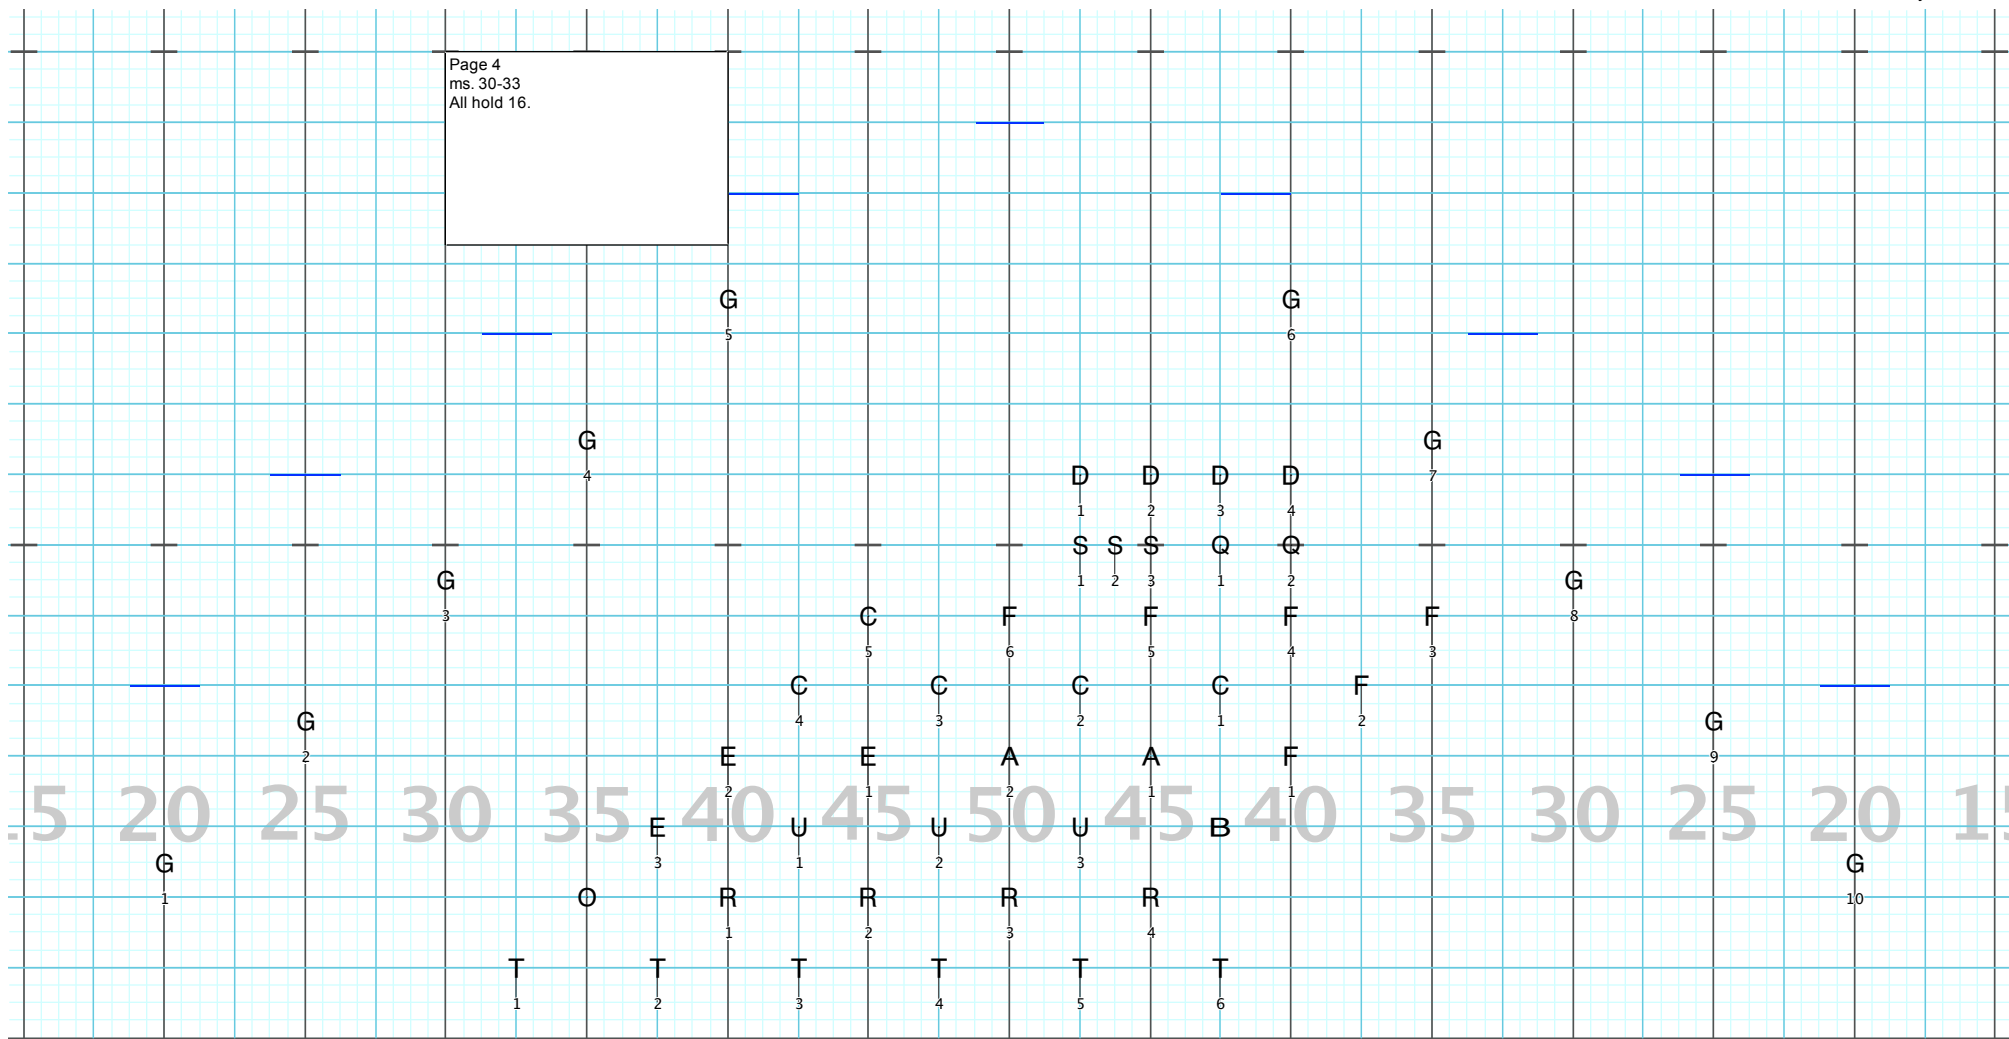 Page 4
ms. 30-33
All hold 16.
G G
5 6
G G
4 7
D D D D
1 2 3 4
S S S Q Q
1 2 3 1 2
G G
3 8
C F F F F
5 6 5 4 3
C C C C F
4 3 2 1 2
G G
2 9
E E A A F
2 1 2 1 1
5 20 25 30 35 40 45 50 45 40 35 30 25 20 15
E U U U B
3 1 2 3
G G
1 10
O R R R R
1 2 3 4
T T T T T T
1 2 3 4 5 6